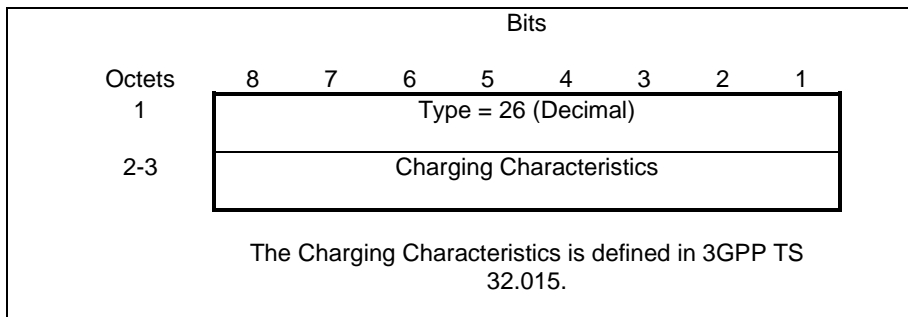 Bits
Octets 8 7 6 5 4 3 2 1
1 Type = 26 (Decimal)
2-3 Charging Characteristics
The Charging Characteristics is defined in 3GPP TS
32.015.